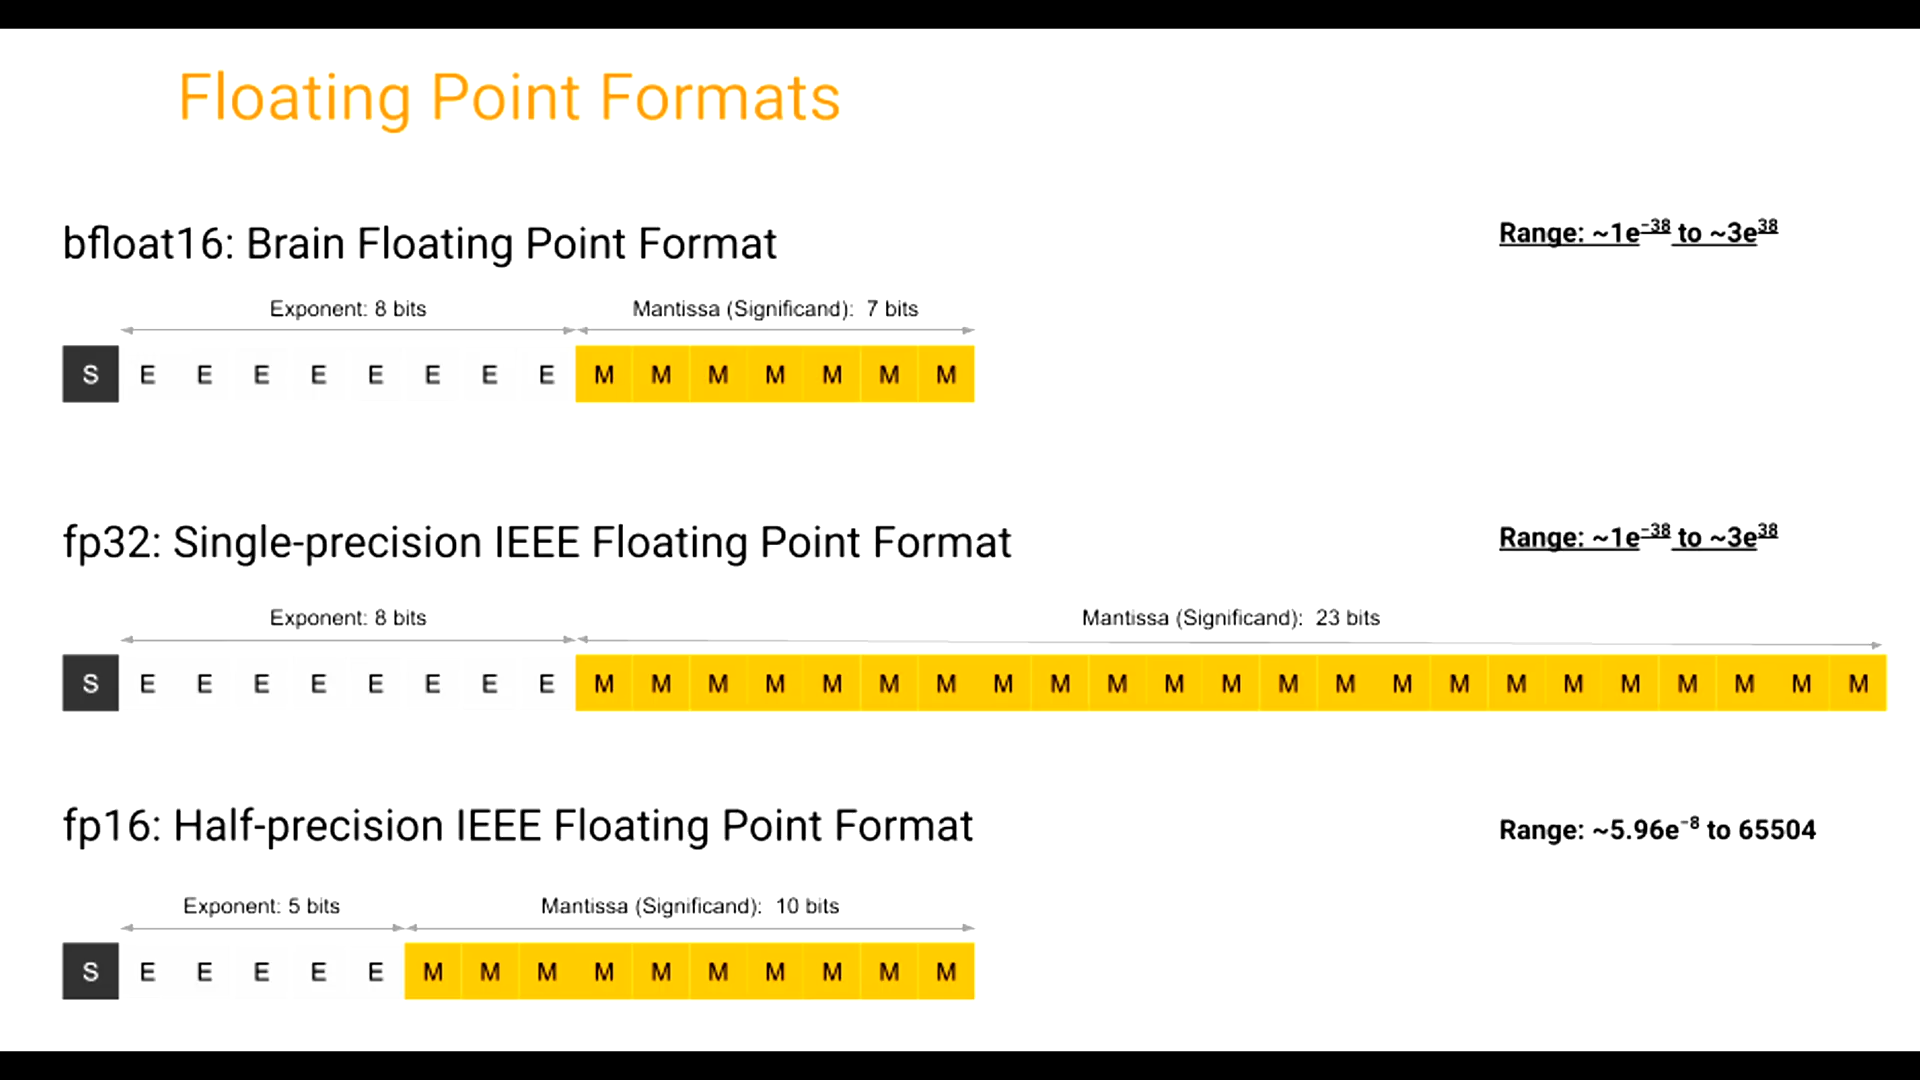 Floating Point Formats
bfloat16: Brain Floating Point Format
Range: ~1e⁻³⁸ to ~3e³⁸
Exponent: 8 bits
Mantissa (Significand): 7 bits
S E E E E E E E E M M M M M M M
fp32: Single-precision IEEE Floating Point Format
Range: ~1e⁻³⁸ to ~3e³⁸
Exponent: 8 bits
Mantissa (Significand): 23 bits
S E E E E E E E E M M M M M M M M M M M M M M M M M M M M M M M
fp16: Half-precision IEEE Floating Point Format
Range: ~5.96e⁻⁸ to 65504
Exponent: 5 bits
Mantissa (Significand): 10 bits
S E E E E E M M M M M M M M M M